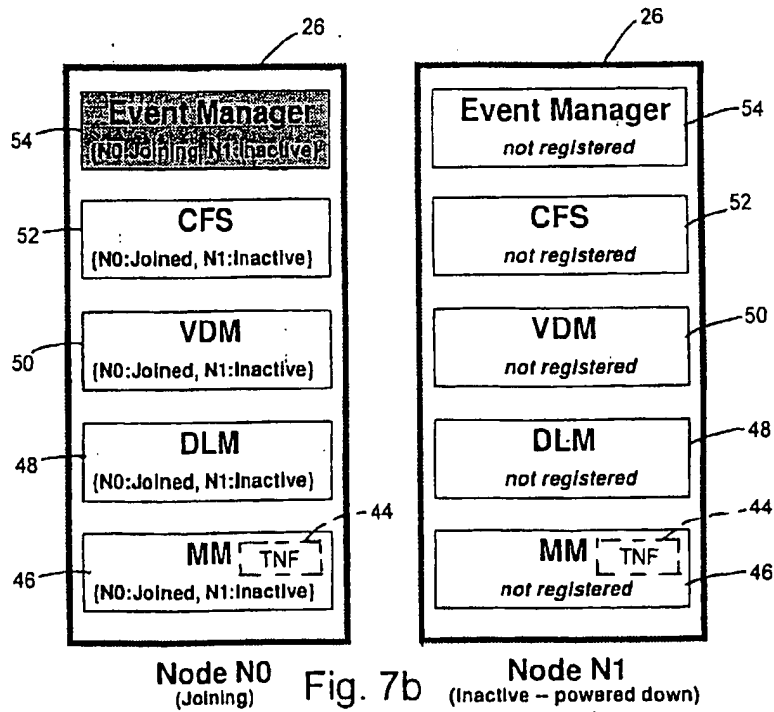 26
26
Event Manager
{N0:Joining, N1:Inactive}
54
Event Manager
not registered
54
CFS
{N0:Joined, N1:Inactive}
52
CFS
not registered
52
VDM
{N0:Joined, N1:Inactive}
50
VDM
not registered
50
DLM
{N0:Joined, N1:Inactive}
48
DLM
not registered
48
44
MM
TNF
{N0:Joined, N1:Inactive}
46
44
MM
TNF
not registered
46
Node N0
(Joining)
Fig. 7b
Node N1
(Inactive -- powered down)